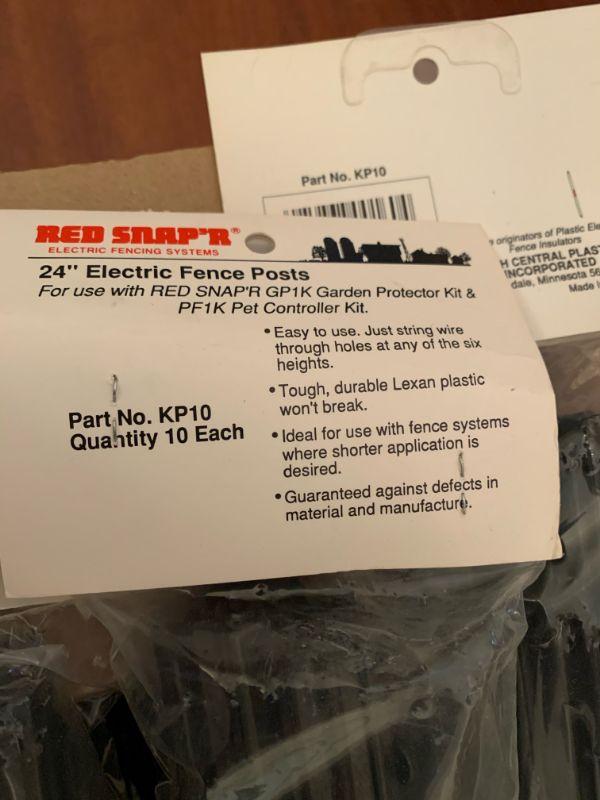 Part No. KP10
originators of Plastic
Fence Insulators
CENTRAL
INCORPORATED
Minnesota
Made
RED SNAP'R®
ELECTRIC FENCING SYSTEMS
24" Electric Fence Posts
For use with RED SNAP'R GP1K Garden Protector Kit &
PF1K Pet Controller Kit.
• Easy to use. Just string wire
through holes at any of the six
heights.
• Tough, durable Lexan plastic
won't break.
Part No. KP10
Quantity 10 Each
• Ideal for use with fence systems
where shorter application is
desired.
• Guaranteed against defects in
material and manufacture.